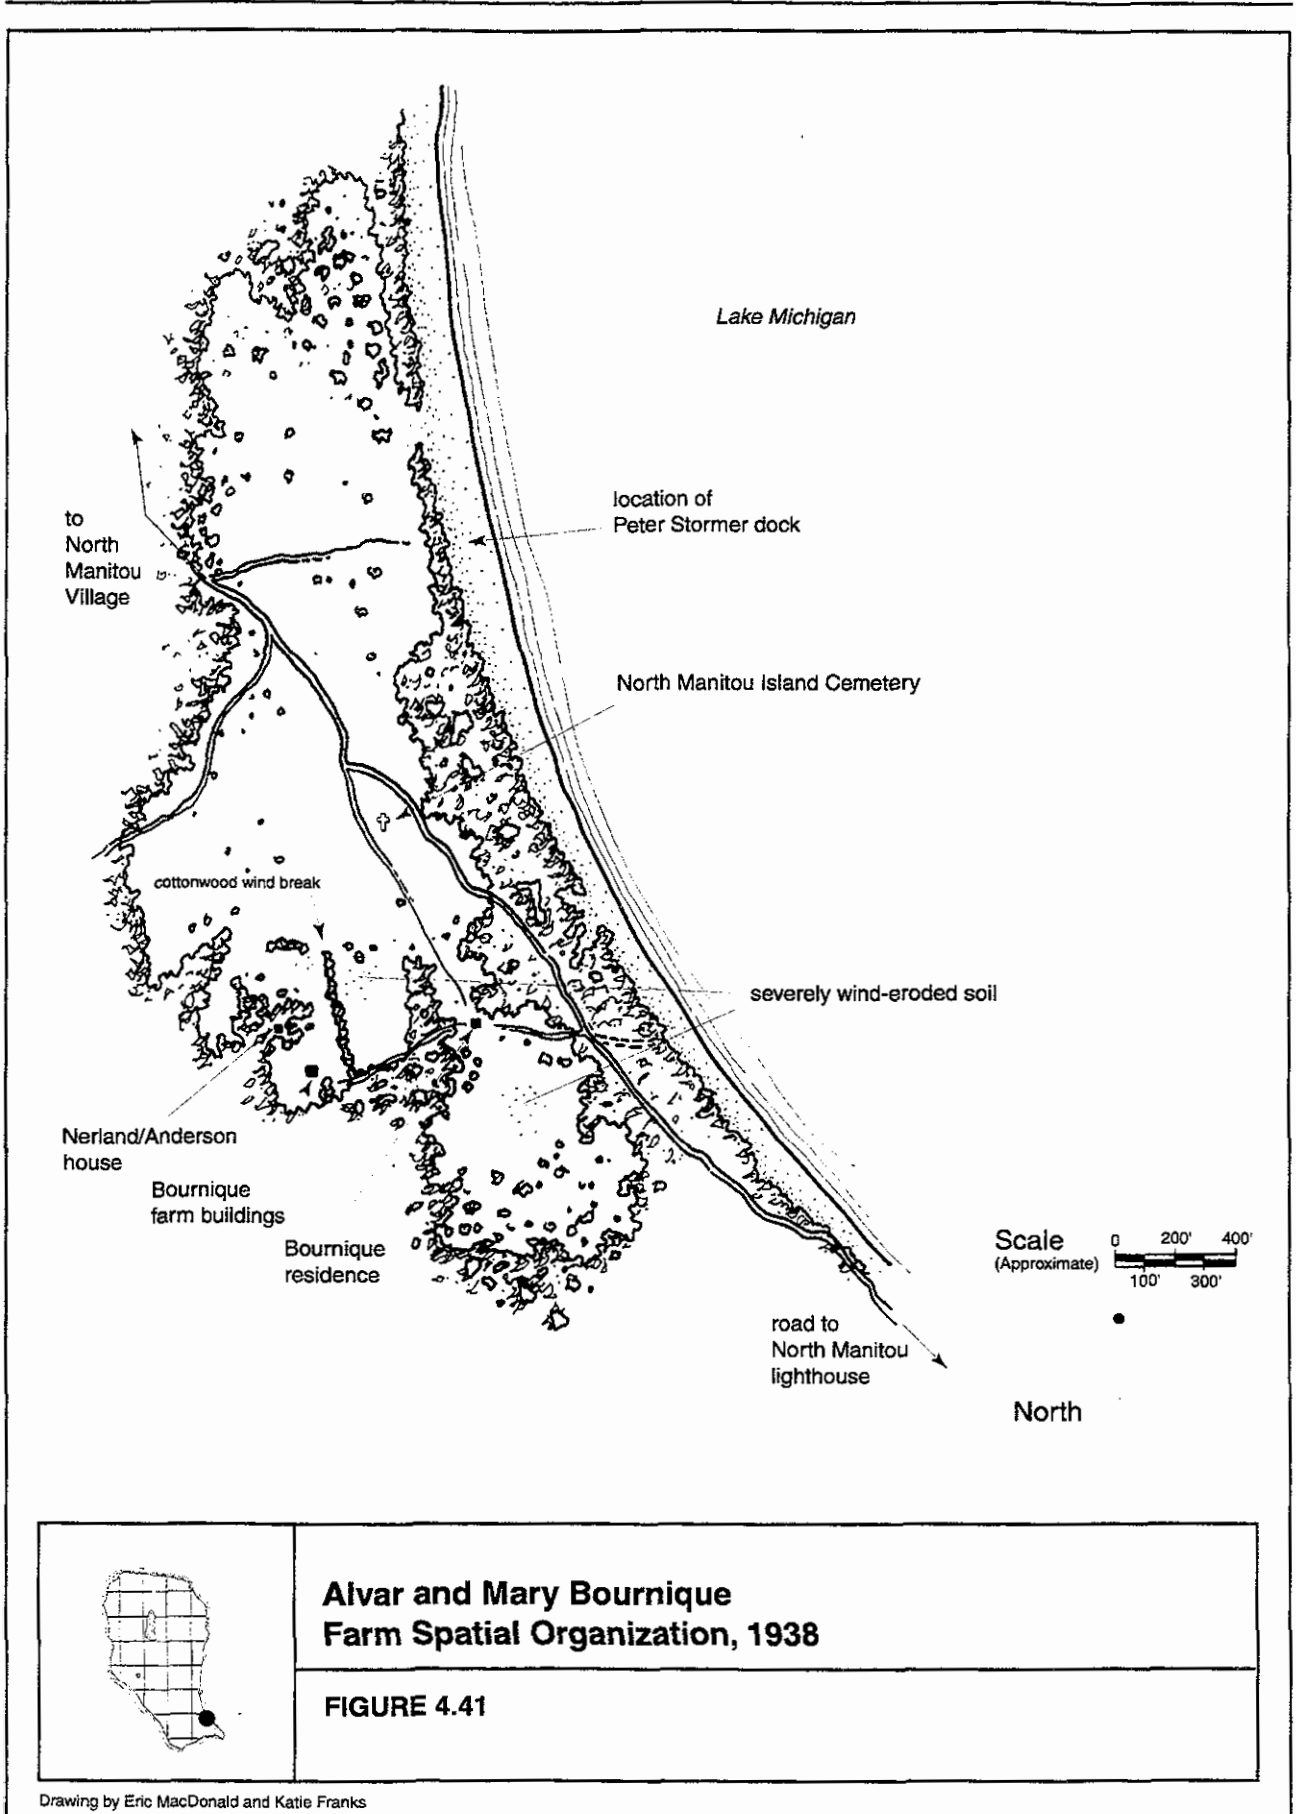 Lake Michigan
location of
Peter Stormer dock
to
North
Manitou
Village
North Manitou Island Cemetery
cottonwood wind break
severely wind-eroded soil
Nerland/Anderson
house
Bournique
farm buildings
Bournique
residence
Scale
(Approximate)
0 200' 400'
100' 300'
road to
North Manitou
lighthouse
North
Alvar and Mary Bournique
Farm Spatial Organization, 1938
FIGURE 4.41
Drawing by Eric MacDonald and Katie Franks